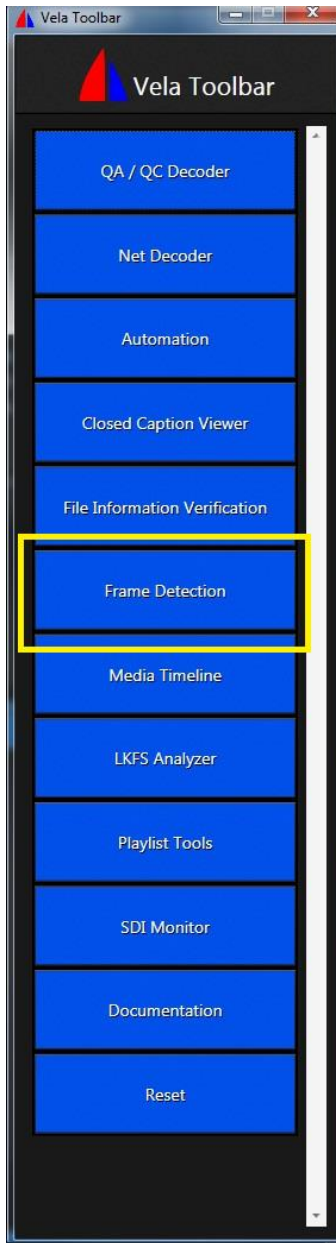 Vela Toolbar
Vela Toolbar
QA / QC Decoder
Net Decoder
Automation
Closed Caption Viewer
File Information Verification
Frame Detection
Media Timeline
LKFS Analyzer
Playlist Tools
SDI Monitor
Documentation
Reset